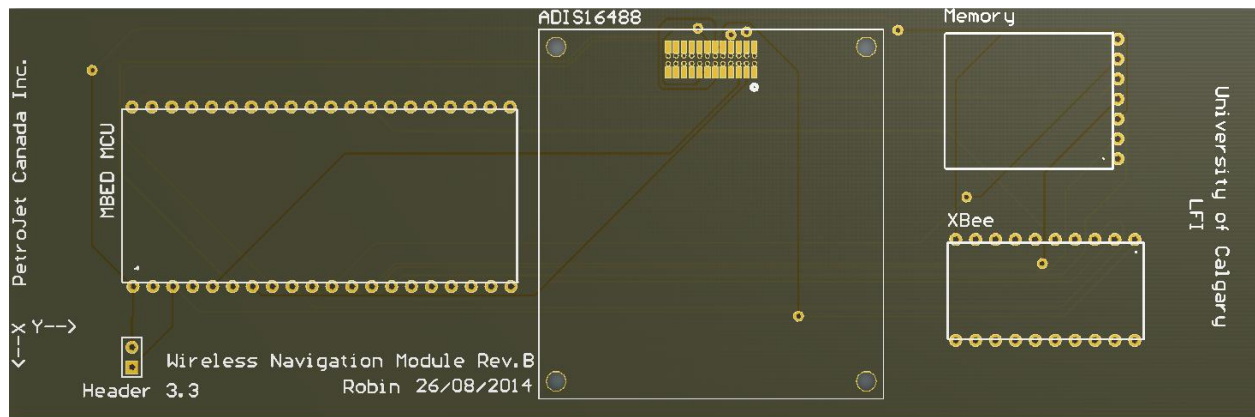 ADIS16488
Memory
PetroJet Canada Inc.
MBED MCU
University of Calgary
LFI
XBee
<--X Y-->
Wireless Navigation Module Rev.B
Header 3.3
Robin 26/08/2014